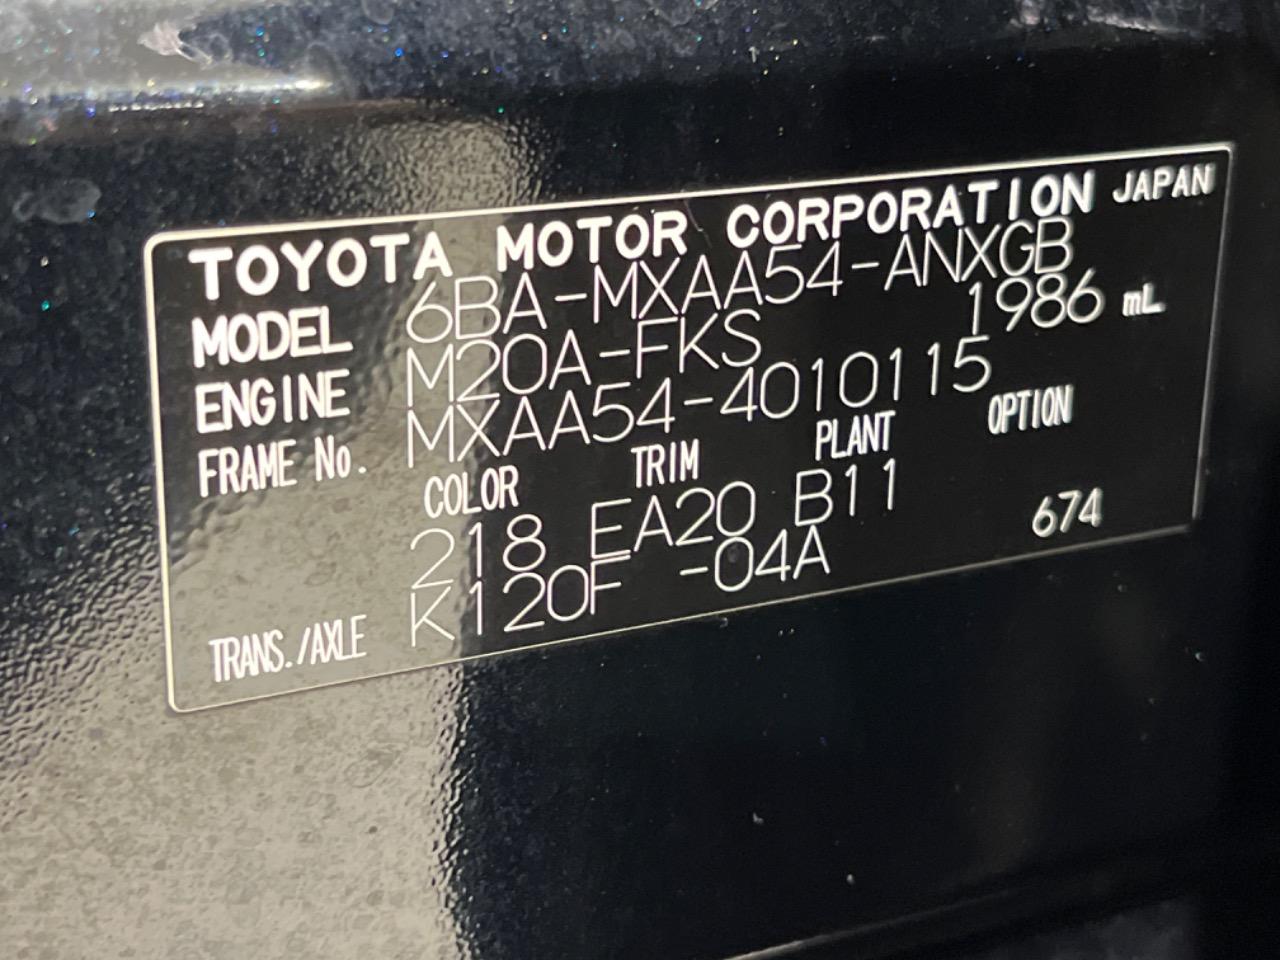 TOYOTA MOTOR CORPORATION JAPAN
MODEL 6BA-MXAA54-ANXGB
ENGINE M20A-FKS 1986 mL
FRAME No. MXAA54-4010115
COLOR TRIM PLANT OPTION
218 EA20 B11 674
TRANS./AXLE K120F -04A